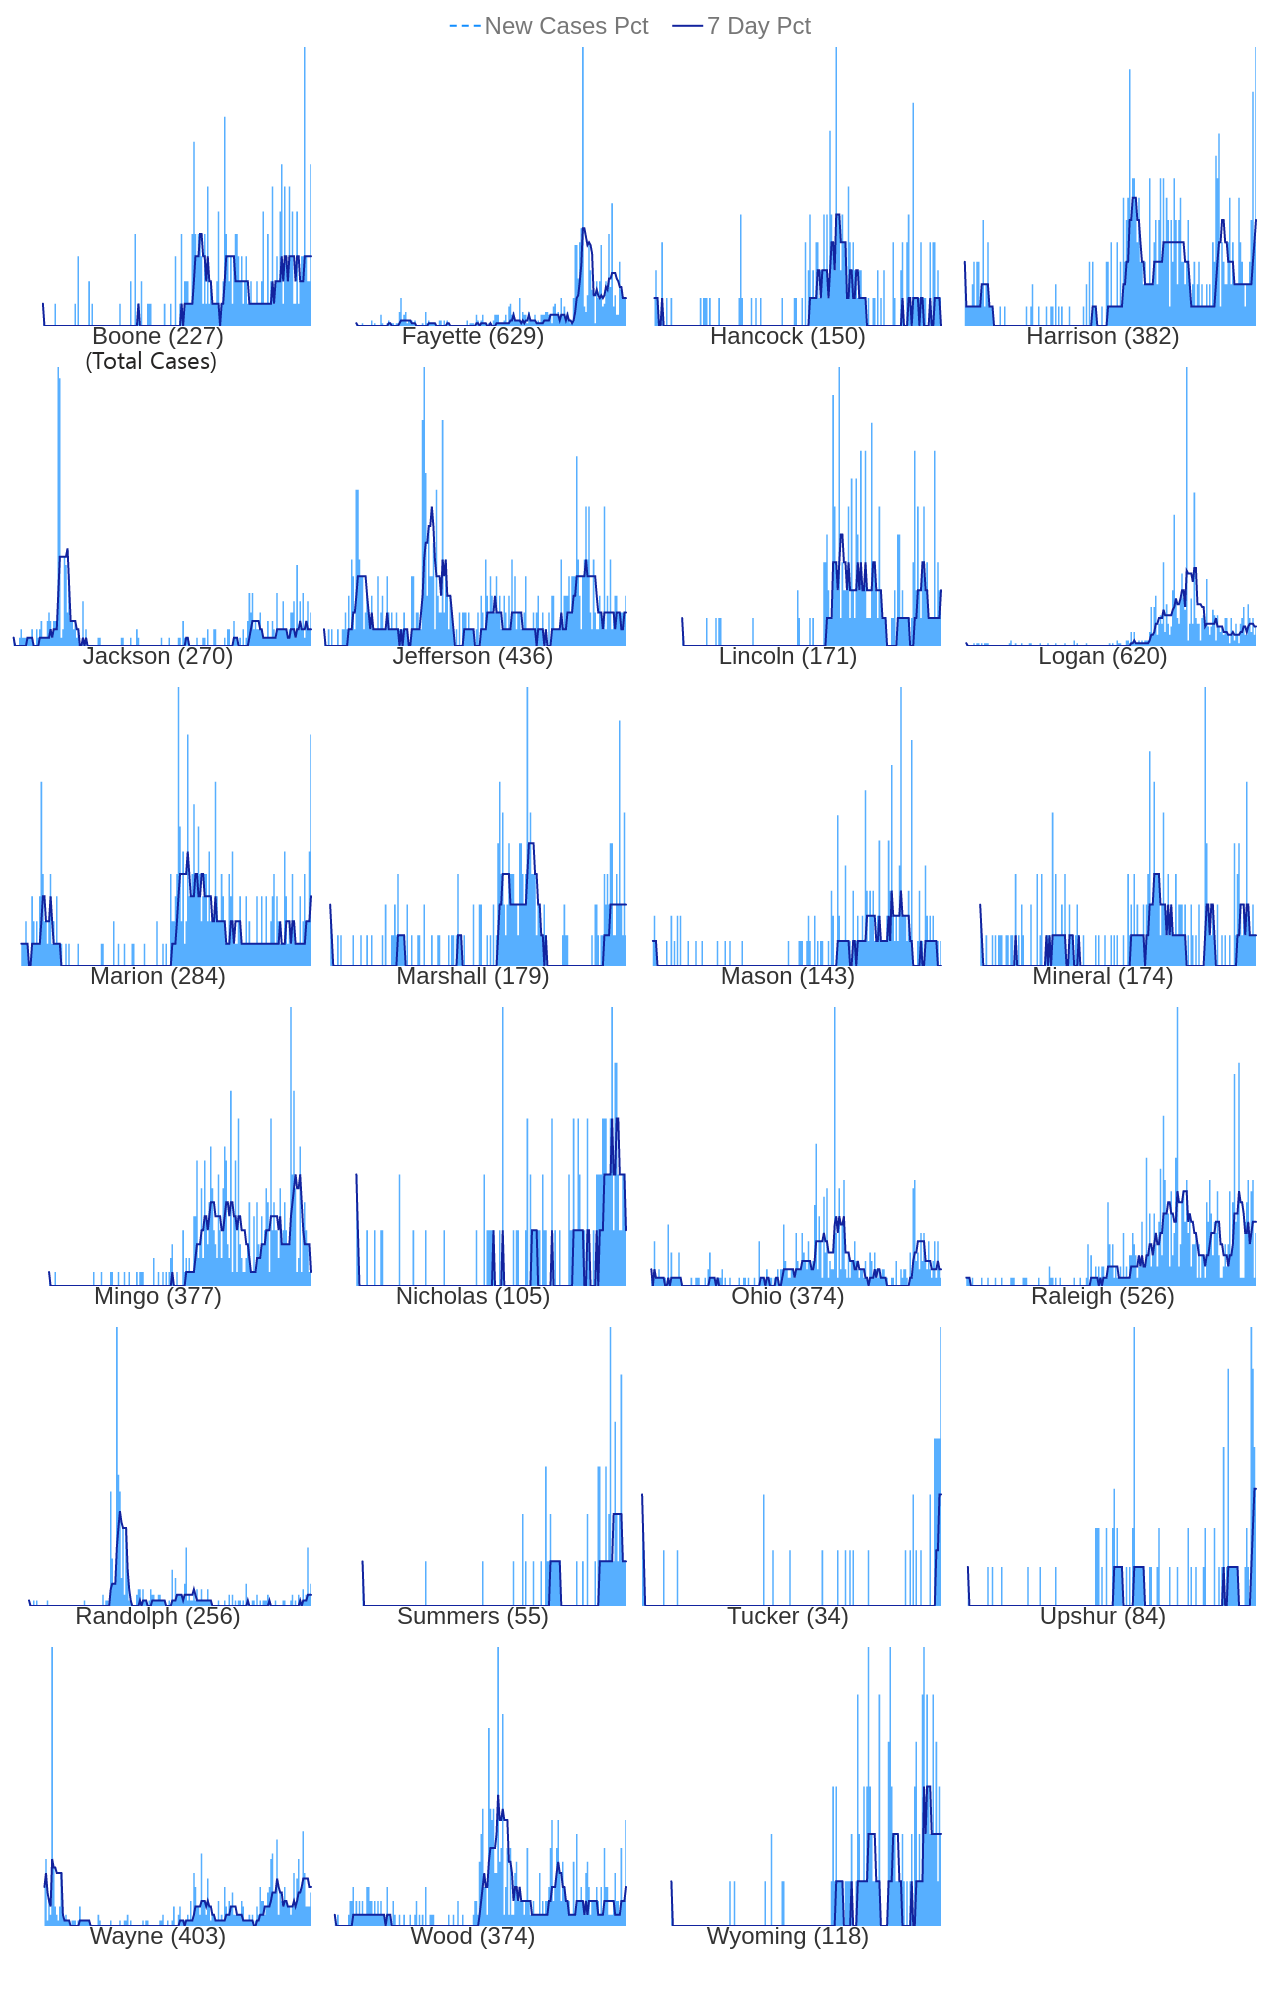 New Cases Pct 7 Day Pct
Boone (227) Fayette (629) Hancock (150) Harrison (382)
(Total Cases)
Jackson (270) Jefferson (436) Lincoln (171) Logan (620)
Marion (284) Marshall (179) Mason (143) Mineral (174)
Mingo (377) Nicholas (105) Ohio (374) Raleigh (526)
Randolph (256) Summers (55) Tucker (34) Upshur (84)
Wayne (403) Wood (374) Wyoming (118)